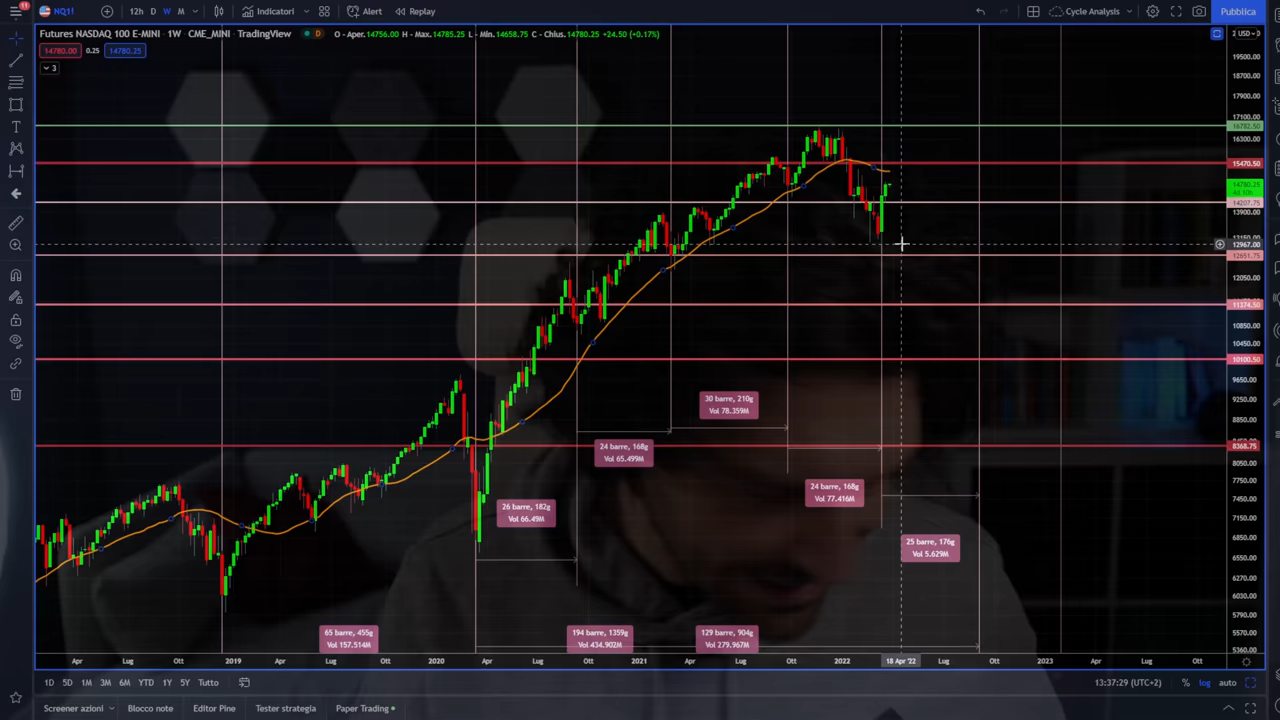 11
NQ1!
12h
D
W
M
Indicatori
Alert
Replay
Cycle Analysis
Pubblica
Futures NASDAQ 100 E-MINI · 1W · CME_MINI · TradingView
D
O - Aper.14756.00 H - Max.14785.25 L - Min.14658.75 C - Chius.14780.25 +24.50 (+0.17%)
14780.00
0.25
14780.25
3
USD
19500.00
18700.00
17900.00
17100.00
16782.50
16300.00
15470.50
14780.25
4d 10h
14207.75
13900.00
12967.00
12651.75
12050.00
11374.50
10850.00
10450.00
10100.50
9650.00
9250.00
8850.00
8368.75
8050.00
7750.00
7450.00
7150.00
6850.00
6550.00
6270.00
6030.00
5790.00
5570.00
5360.00
30 barre, 210g
Vol 78.359M
24 barre, 168g
Vol 65.499M
24 barre, 168g
Vol 77.416M
26 barre, 182g
Vol 66.49M
25 barre, 176g
Vol 5.629M
65 barre, 455g
Vol 157.514M
194 barre, 1359g
Vol 434.902M
129 barre, 904g
Vol 279.967M
Apr
Lug
Ott
2019
Apr
Lug
Ott
2020
Apr
Lug
Ott
2021
Apr
Lug
Ott
2022
18 Apr '22
Lug
Ott
2023
Apr
Lug
Ott
1D
5D
1M
3M
6M
YTD
1Y
5Y
Tutto
13:37:29 (UTC+2)
%
log
auto
Screener azioni
Blocco note
Editor Pine
Tester strategia
Paper Trading